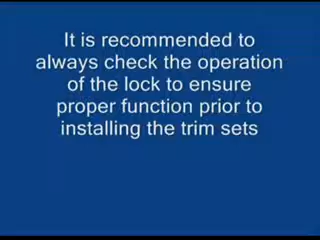 It is recommended to
always check the operation
of the lock to ensure
proper function prior to
installing the trim sets